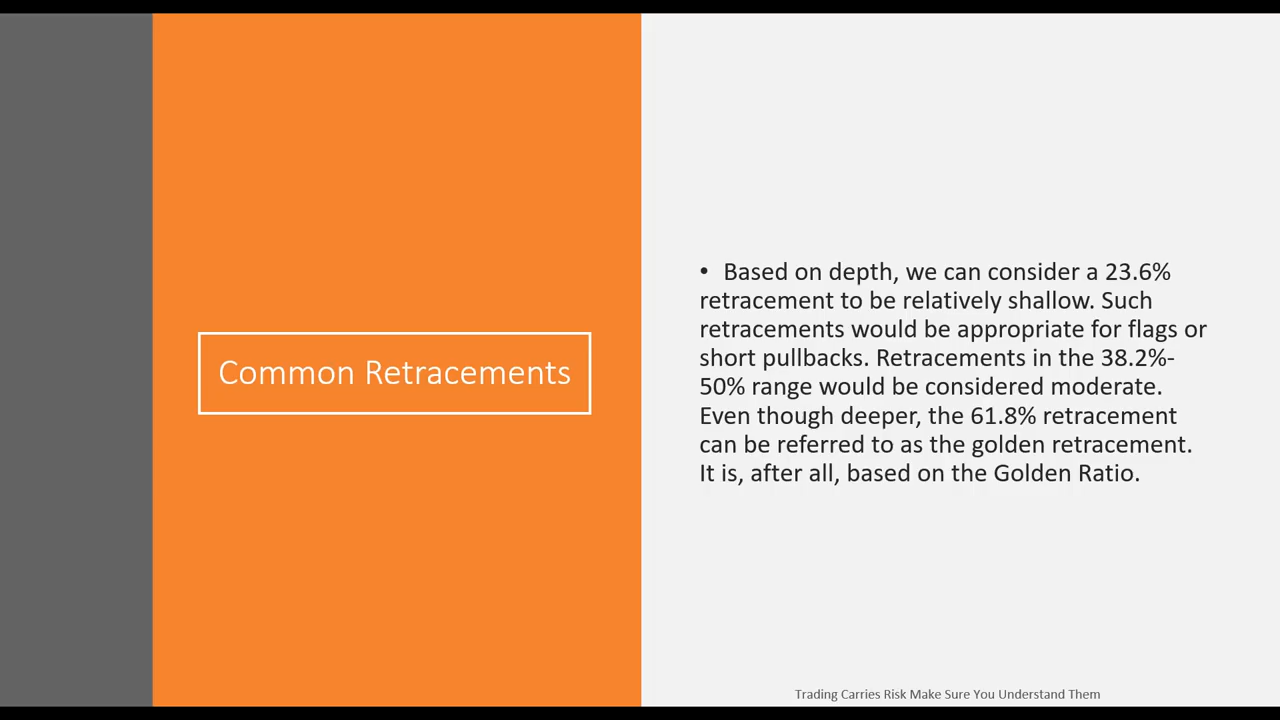 Common Retracements
• Based on depth, we can consider a 23.6%
retracement to be relatively shallow. Such
retracements would be appropriate for flags or
short pullbacks. Retracements in the 38.2%-
50% range would be considered moderate.
Even though deeper, the 61.8% retracement
can be referred to as the golden retracement.
It is, after all, based on the Golden Ratio.
Trading Carries Risk Make Sure You Understand Them